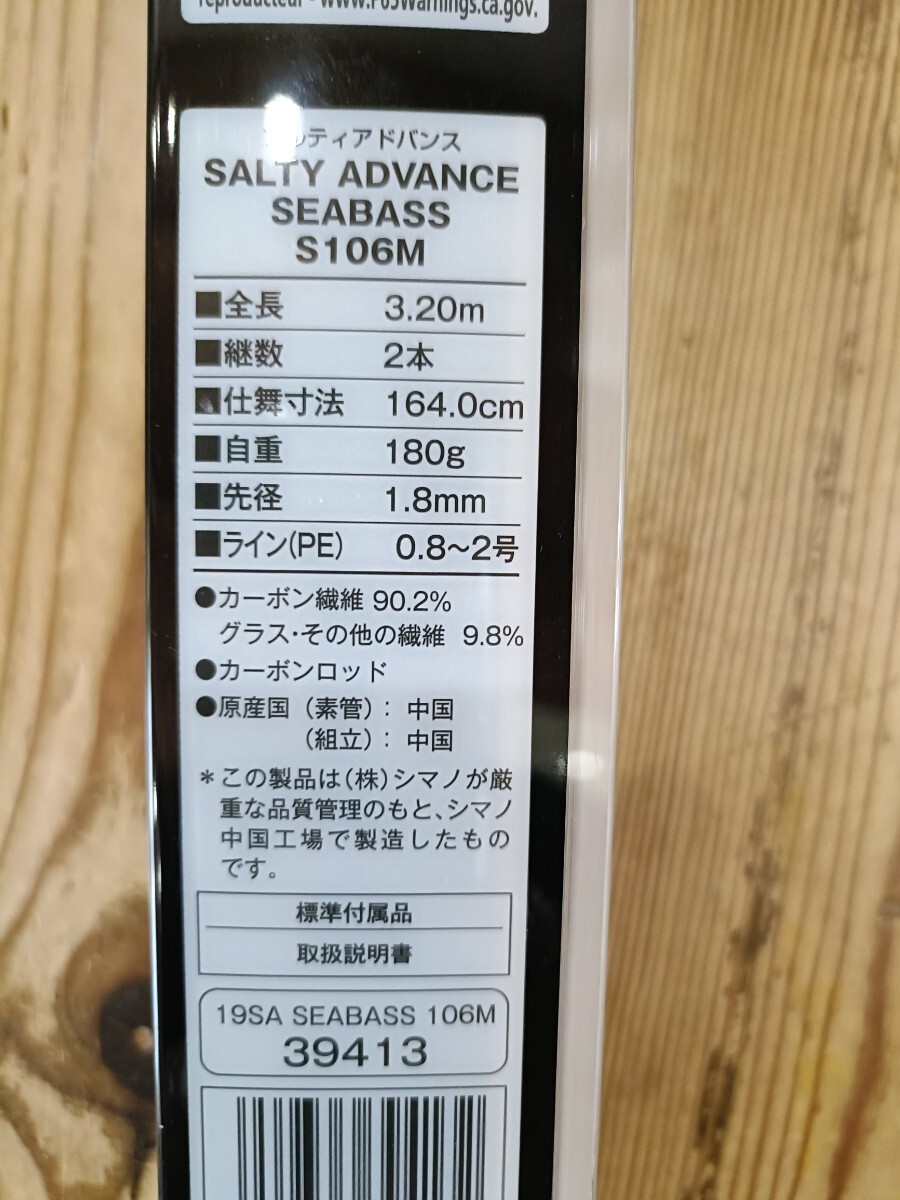 reproducteur - www.P65Warnings.ca.gov.
ルティアドバンス
SALTY ADVANCE
SEABASS
S106M
■全長 3.20m
■継数 2本
■仕舞寸法 164.0cm
■自重 180g
■先径 1.8mm
■ライン(PE) 0.8〜2号
●カーボン繊維 90.2%
グラス・その他の繊維 9.8%
●カーボンロッド
●原産国(素管): 中国
(組立): 中国
*この製品は(株)シマノが厳
重な品質管理のもと、シマノ
中国工場で製造したもの
です。
標準付属品
取扱説明書
19SA SEABASS 106M
39413